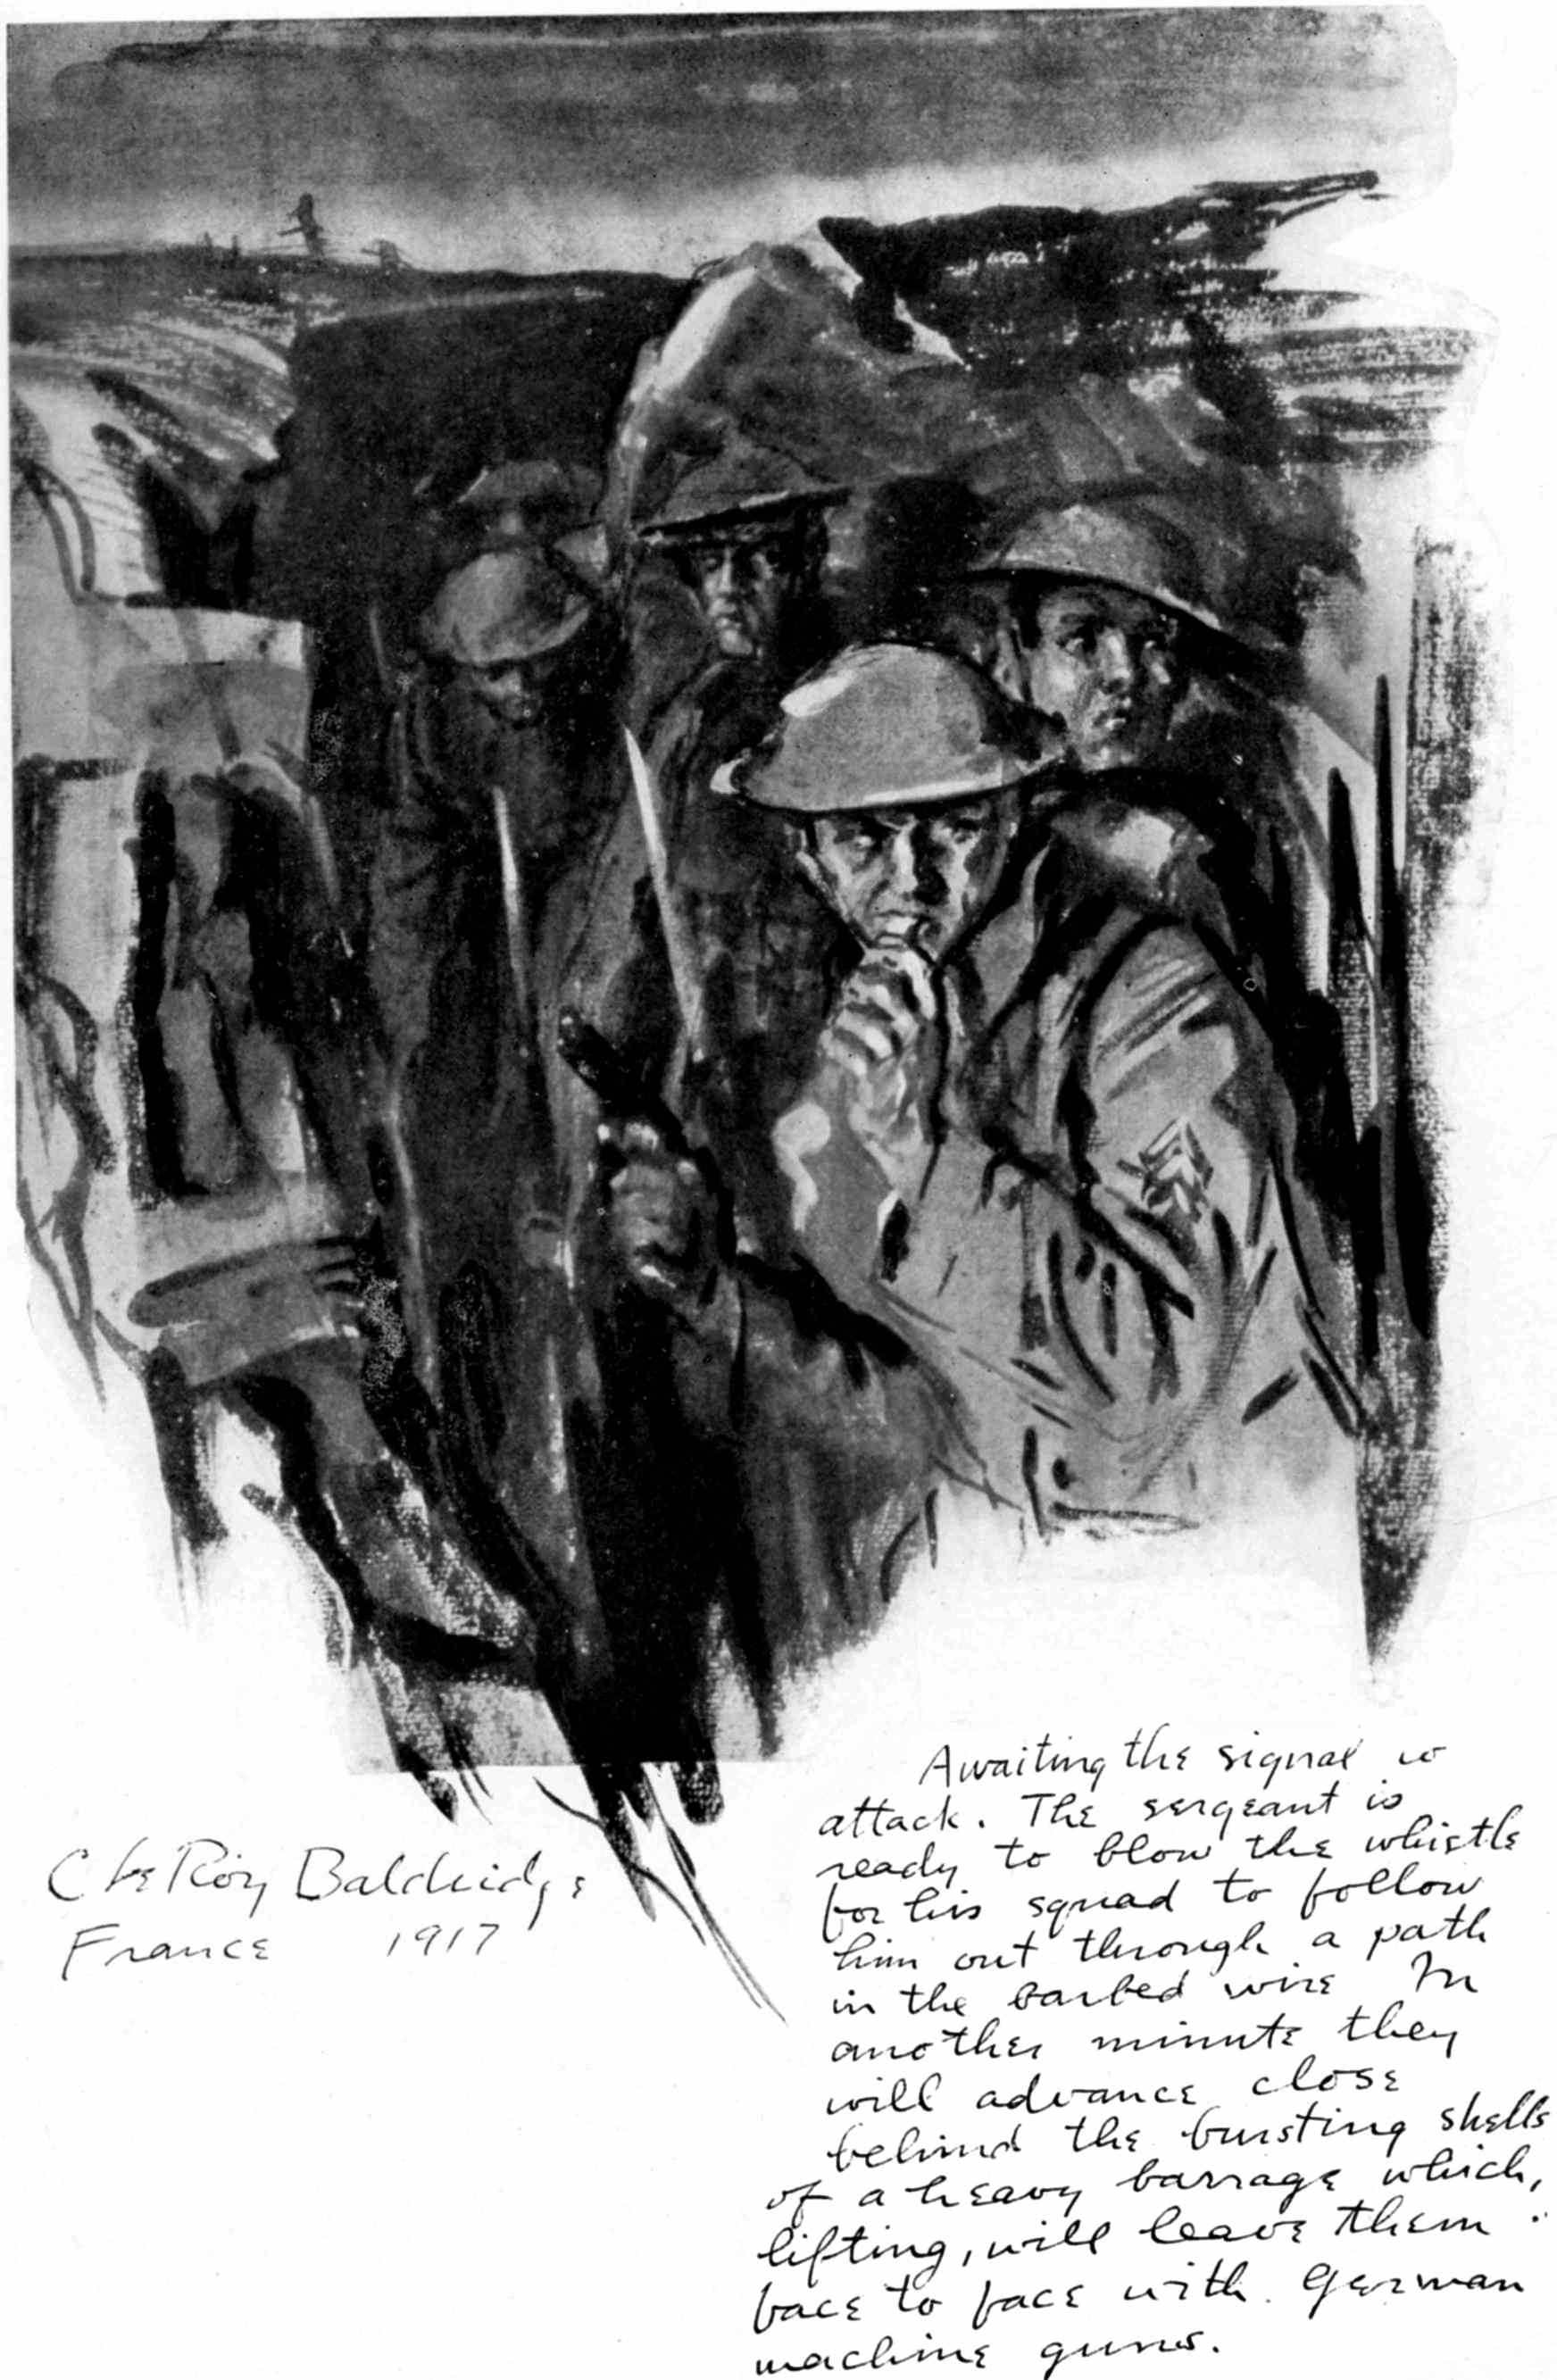 C LeRoy Baldridge
France 1917
Awaiting the signal to
attack. The sergeant is
ready to blow the whistle
for his squad to follow
him out through a path
in the barbed wire In
another minute they
will advance close
behind the bursting shells
of a heavy barrage which,
lifting, will leave them
face to face with German
machine guns.